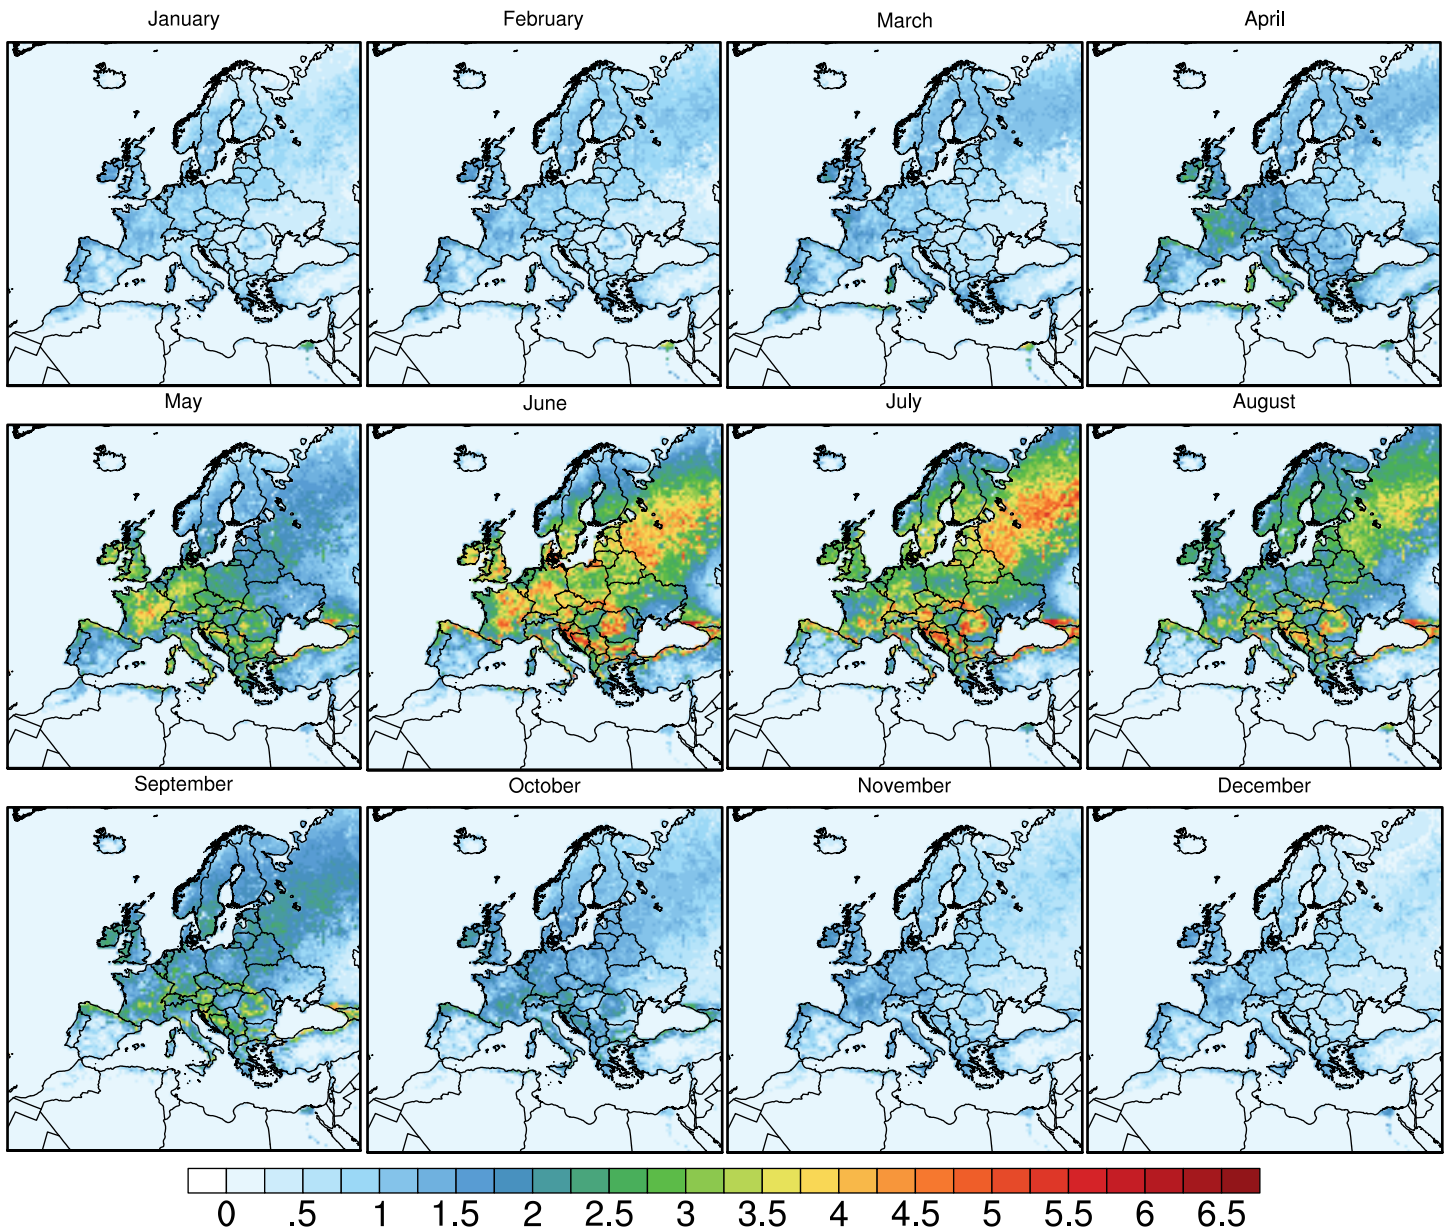 January February March April
May June July August
September October November December
0 .5 1 1.5 2 2.5 3 3.5 4 4.5 5 5.5 6 6.5